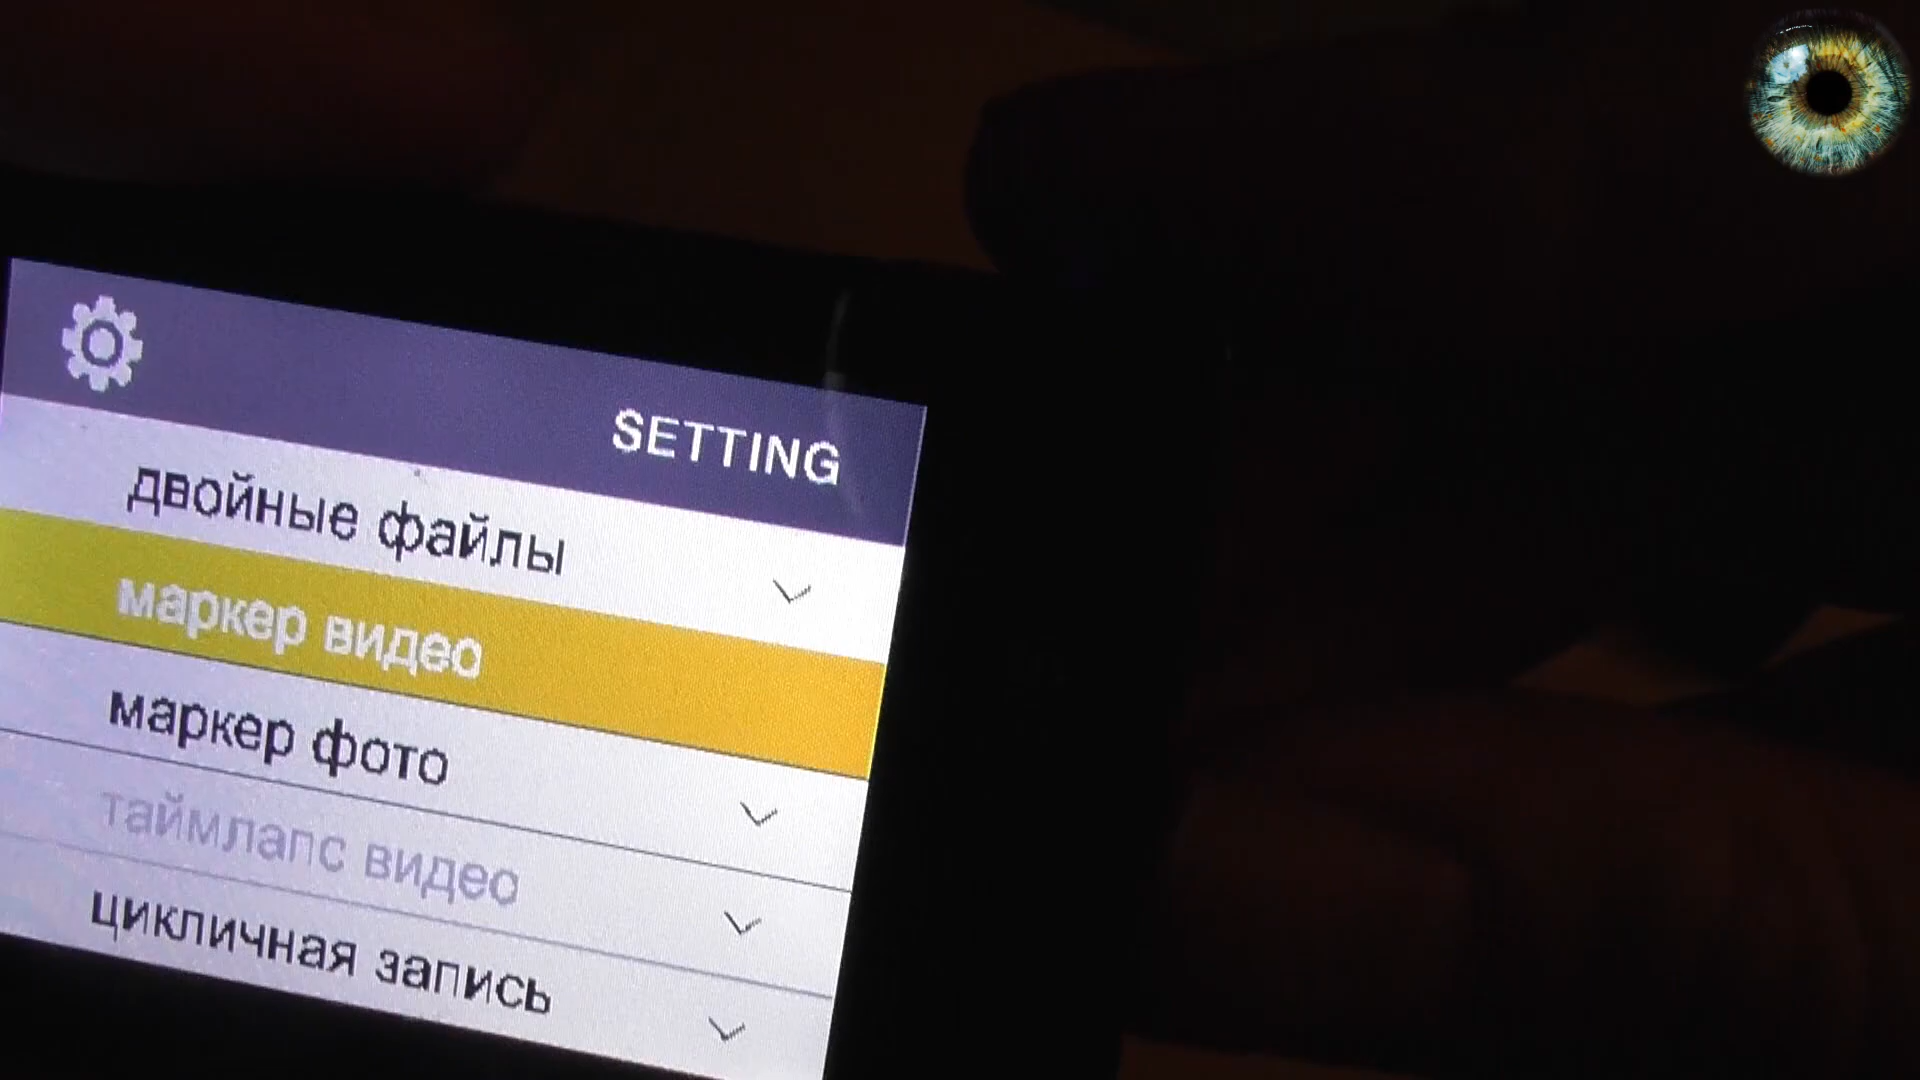 SETTING
двойные файлы
маркер видео
маркер фото
таймлапс видео
цикличная запись